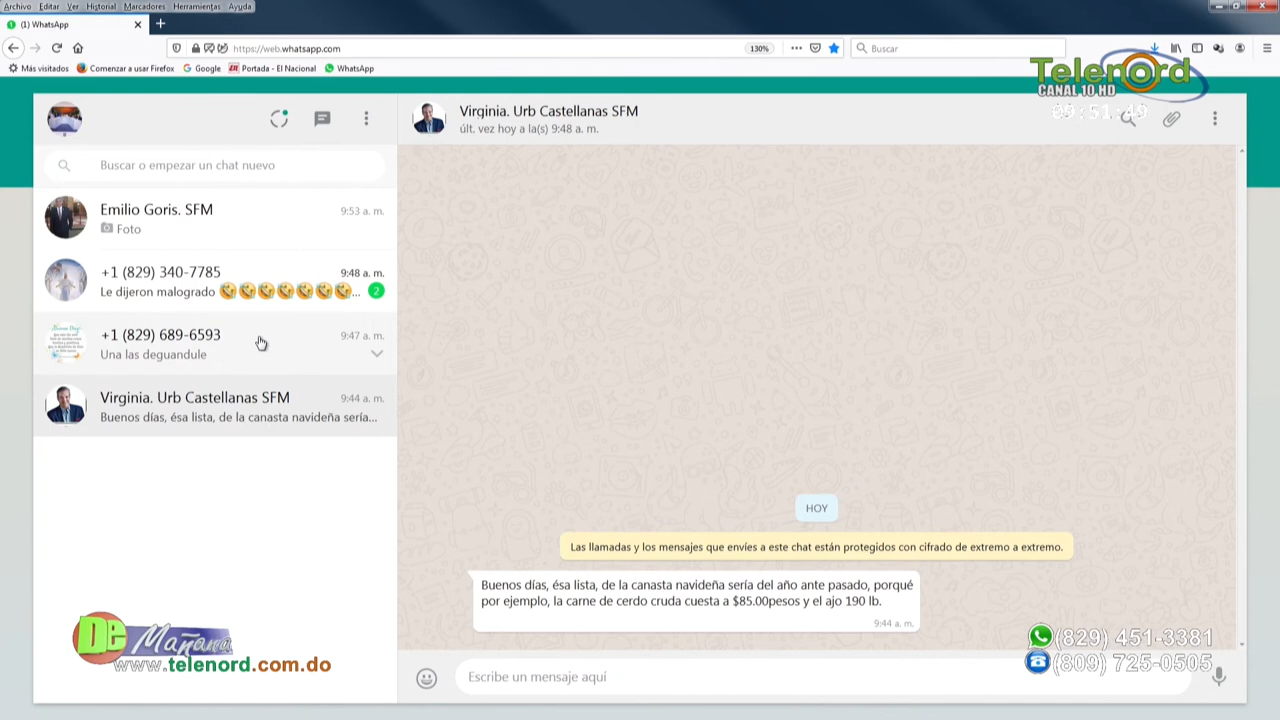 Archivo Editar Ver Historial Marcadores Herramientas Ayuda
(1) WhatsApp
https://web.whatsapp.com
130%
Buscar
Más visitados Comenzar a usar Firefox Google Portada - El Nacional WhatsApp
Telenord
CANAL 10 HD
Buscar o empezar un chat nuevo
Emilio Goris. SFM 9:53 a. m.
Foto
+1 (829) 340-7785 9:48 a. m.
Le dijeron malogrado 🤣🤣🤣🤣🤣🤣🤣... 2
+1 (829) 689-6593 9:47 a. m.
Una las deguandule
Virginia. Urb Castellanas SFM 9:44 a. m.
Buenos días, ésa lista, de la canasta navideña sería...
Virginia. Urb Castellanas SFM
últ. vez hoy a la(s) 9:48 a. m.
HOY
Las llamadas y los mensajes que envíes a este chat están protegidos con cifrado de extremo a extremo.
Buenos días, ésa lista, de la canasta navideña sería del año ante pasado, porqué
por ejemplo, la carne de cerdo cruda cuesta a $85.00pesos y el ajo 190 lb.
9:44 a. m.
Escribe un mensaje aquí
De Mañana
www.telenord.com.do
(829) 451-3381
(809) 725-0505